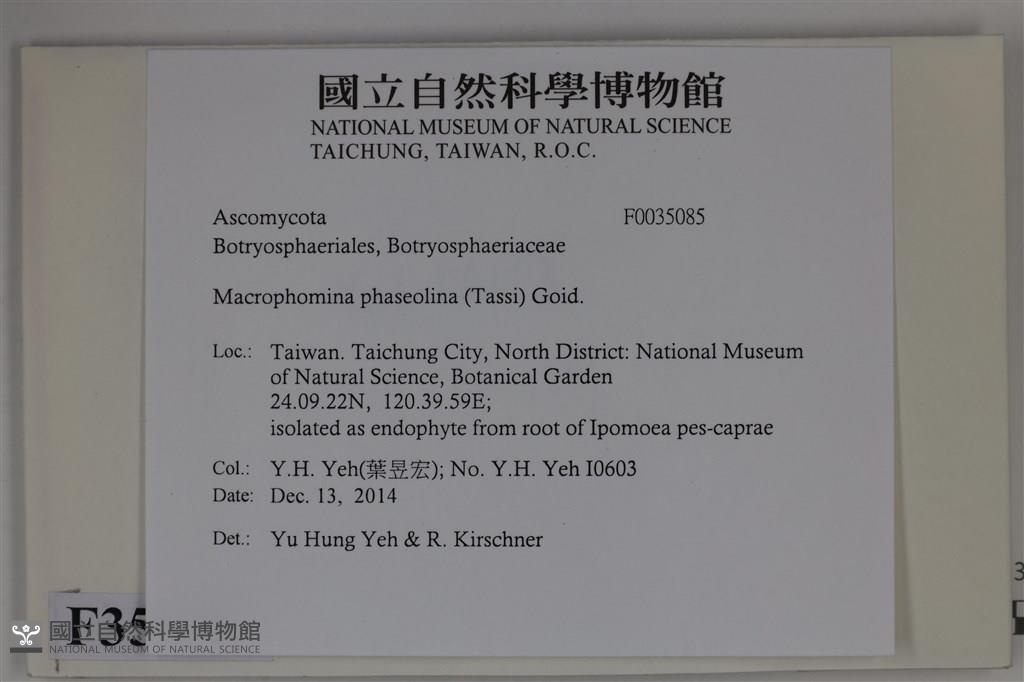 國立自然科學博物館
NATIONAL MUSEUM OF NATURAL SCIENCE
TAICHUNG, TAIWAN, R.O.C.
Ascomycota F0035085
Botryosphaeriales, Botryosphaeriaceae
Macrophomina phaseolina (Tassi) Goid.
Loc.: Taiwan. Taichung City, North District: National Museum
of Natural Science, Botanical Garden
24.09.22N, 120.39.59E;
isolated as endophyte from root of Ipomoea pes-caprae
Col.: Y.H. Yeh(葉昱宏); No. Y.H. Yeh I0603
Date: Dec. 13, 2014
Det.: Yu Hung Yeh & R. Kirschner
F35
國立自然科學博物館
NATIONAL MUSEUM OF NATURAL SCIENCE
3